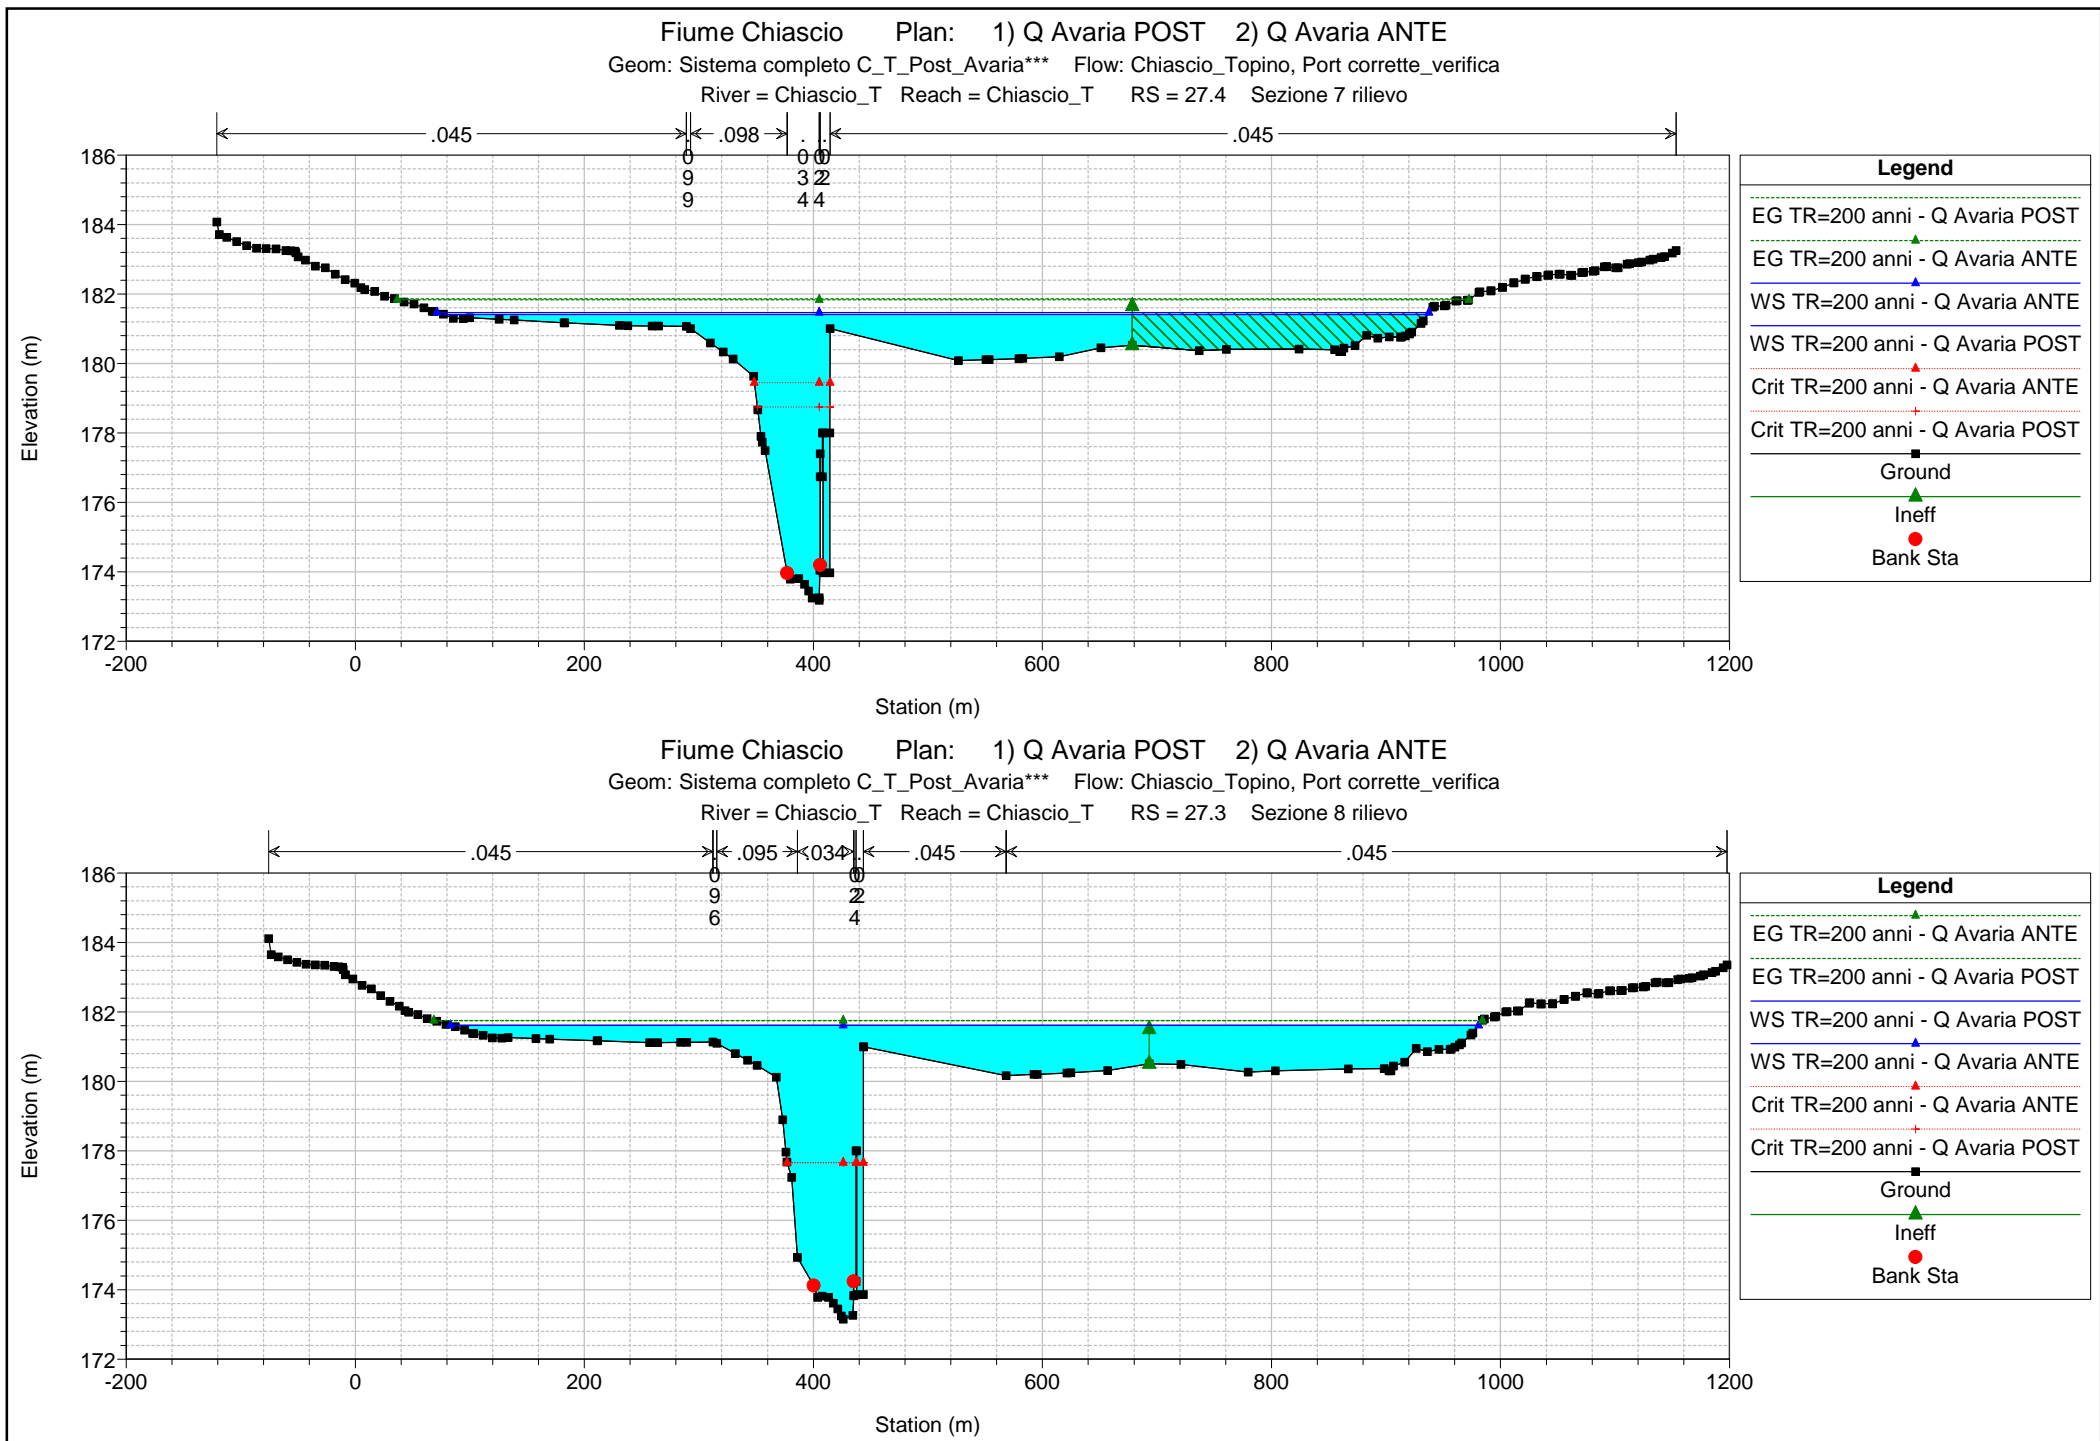 Fiume Chiascio Plan: 1) Q Avaria POST 2) Q Avaria ANTE
Geom: Sistema completo C_T_Post_Avaria*** Flow: Chiascio_Topino, Port corrette_verifica
River = Chiascio_T Reach = Chiascio_T RS = 27.4 Sezione 7 rilievo
.045
.099
.098
.034
.045
186
184
182
180
178
176
174
172
Elevation (m)
-200 0 200 400 600 800 1000 1200
Station (m)
Legend
EG TR=200 anni - Q Avaria POST
EG TR=200 anni - Q Avaria ANTE
WS TR=200 anni - Q Avaria ANTE
WS TR=200 anni - Q Avaria POST
Crit TR=200 anni - Q Avaria ANTE
Crit TR=200 anni - Q Avaria POST
Ground
Ineff
Bank Sta
Fiume Chiascio Plan: 1) Q Avaria POST 2) Q Avaria ANTE
Geom: Sistema completo C_T_Post_Avaria*** Flow: Chiascio_Topino, Port corrette_verifica
River = Chiascio_T Reach = Chiascio_T RS = 27.3 Sezione 8 rilievo
.045
.096
.095
.034
.045
.045
186
184
182
180
178
176
174
172
Elevation (m)
-200 0 200 400 600 800 1000 1200
Station (m)
Legend
EG TR=200 anni - Q Avaria ANTE
EG TR=200 anni - Q Avaria POST
WS TR=200 anni - Q Avaria POST
WS TR=200 anni - Q Avaria ANTE
Crit TR=200 anni - Q Avaria ANTE
Crit TR=200 anni - Q Avaria POST
Ground
Ineff
Bank Sta